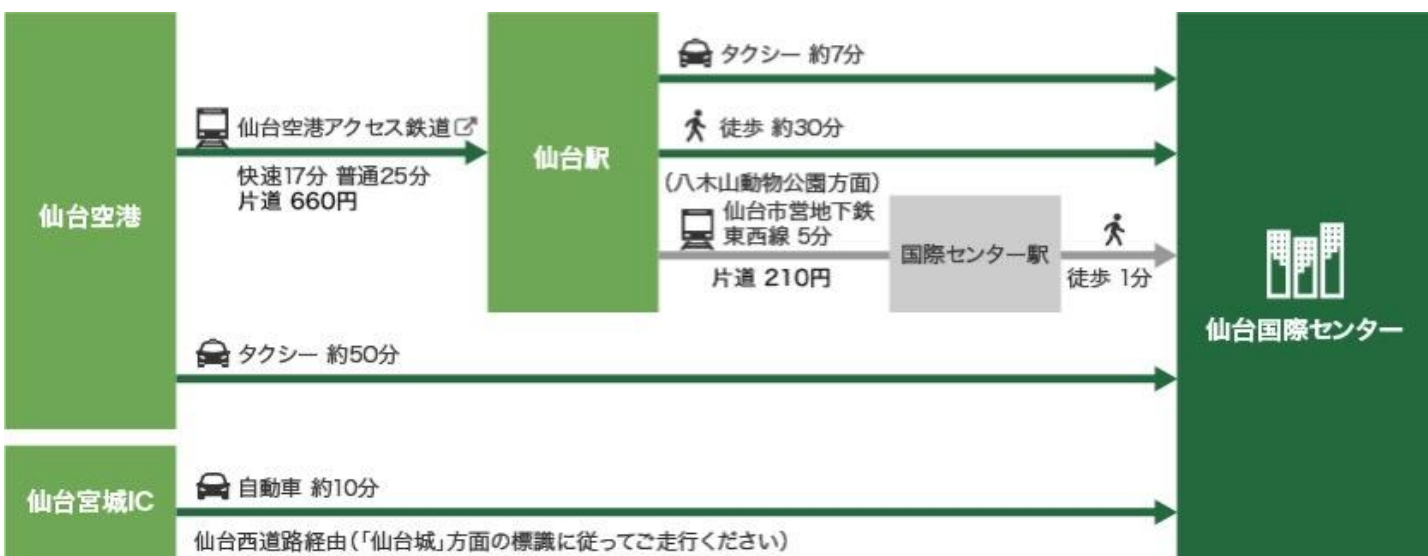 仙台空港
仙台空港アクセス鉄道
快速17分 普通25分
片道 660円
仙台駅
タクシー 約7分
徒歩 約30分
(八木山動物公園方面)
仙台市営地下鉄
東西線 5分
片道 210円
国際センター駅
徒歩 1分
タクシー 約50分
仙台国際センター
仙台宮城IC
自動車 約10分
仙台西道路経由(「仙台城」方面の標識に従ってご走行ください)